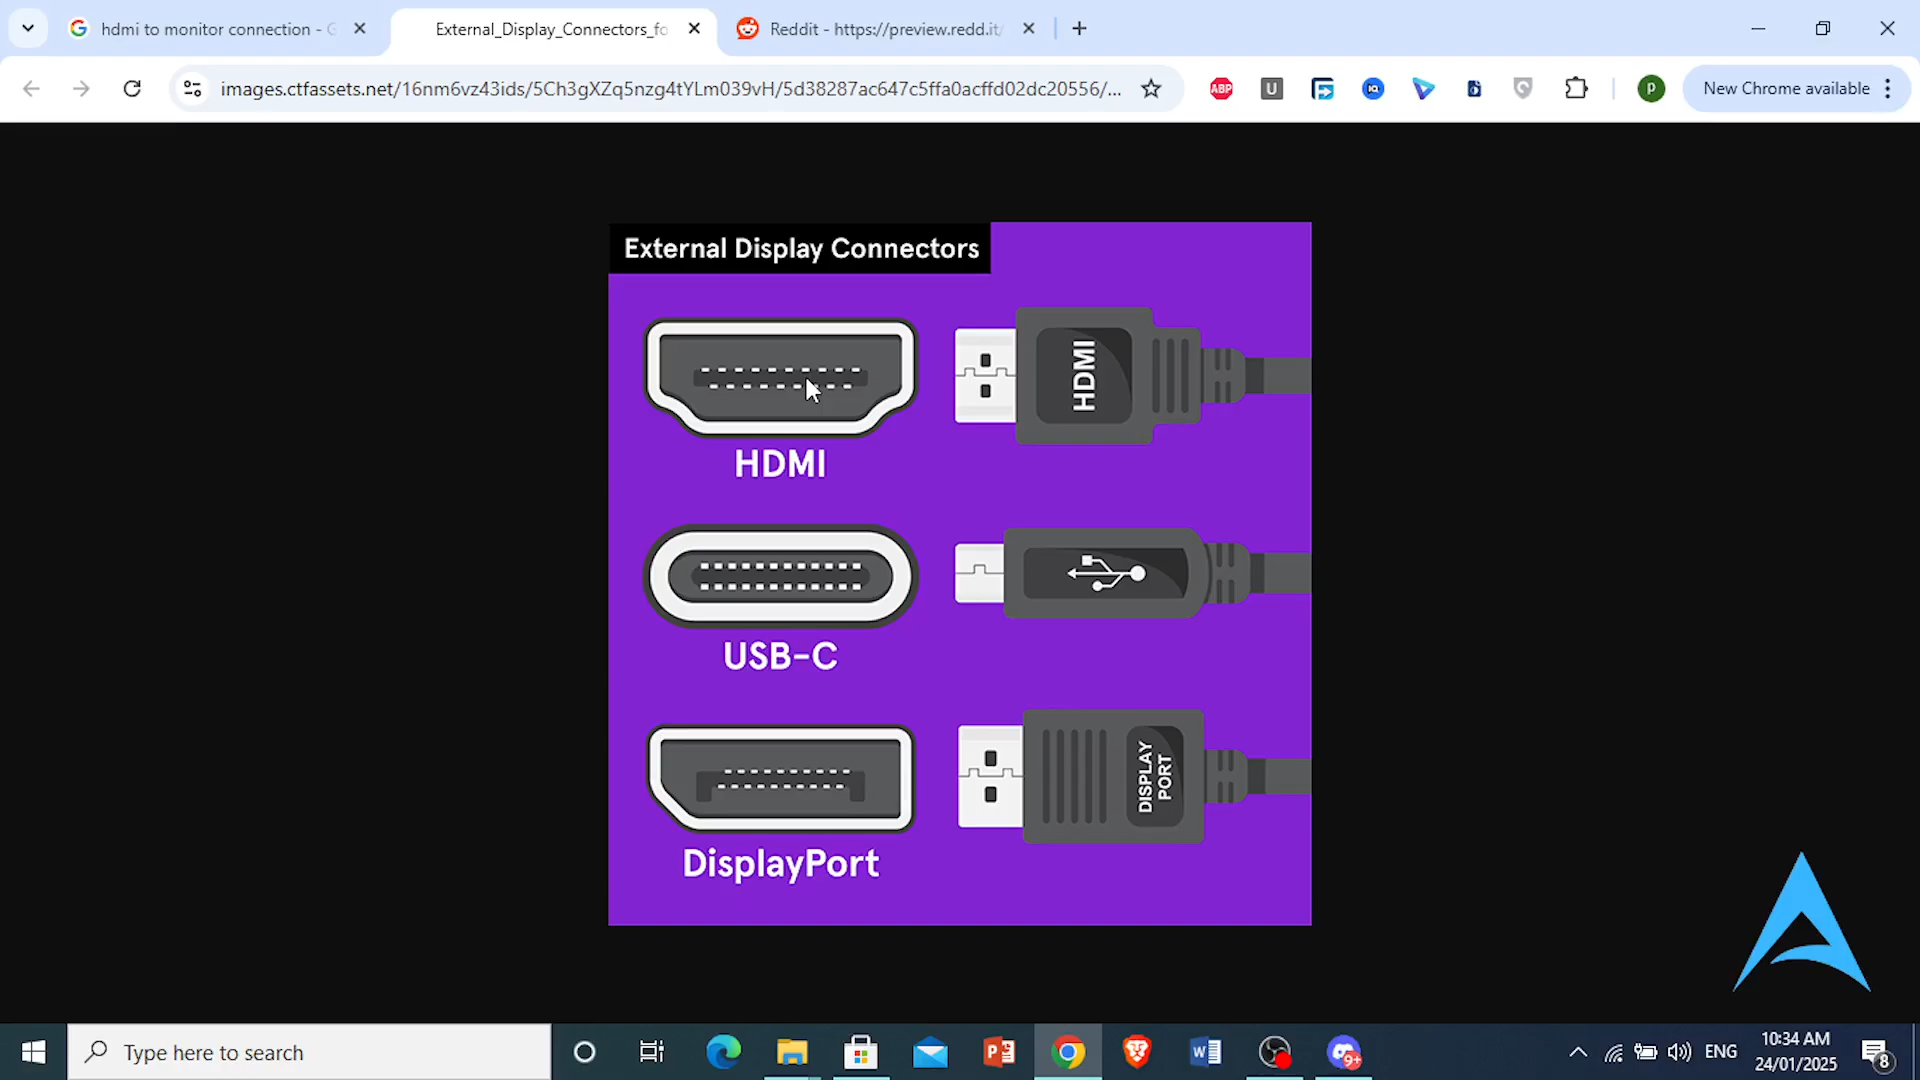 hdmi to monitor connection - G
External_Display_Connectors_fo
Reddit - https://preview.redd.it/
images.ctfassets.net/16nm6vz43ids/5Ch3gXZq5nzg4tYLm039vH/5d38287ac647c5ffa0acffd02dc20556/...
ABP
U
IQ
P
New Chrome available
External Display Connectors
HDMI
HDMI
USB-C
DISPLAY
PORT
DisplayPort
Type here to search
9+
ENG
10:34 AM
24/01/2025
8